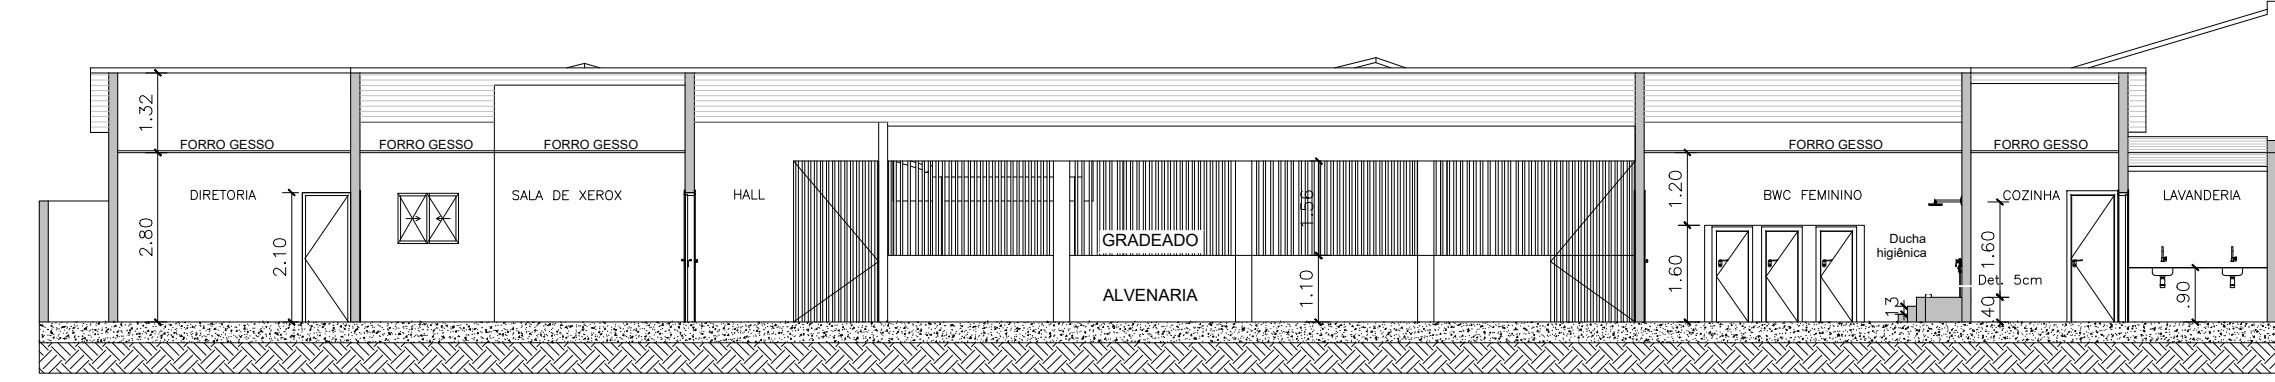 1.32
FORRO GESSO
FORRO GESSO
FORRO GESSO
FORRO GESSO
FORRO GESSO
DIRETORIA
SALA DE XEROX
HALL
BWC FEMININO
COZINHA
LAVANDERIA
2.80
2.10
1.56
GRADEADO
ALVENARIA
1.10
1.20
1.60
Ducha
higiênica
1.60
Det. 5cm
13
40
.90